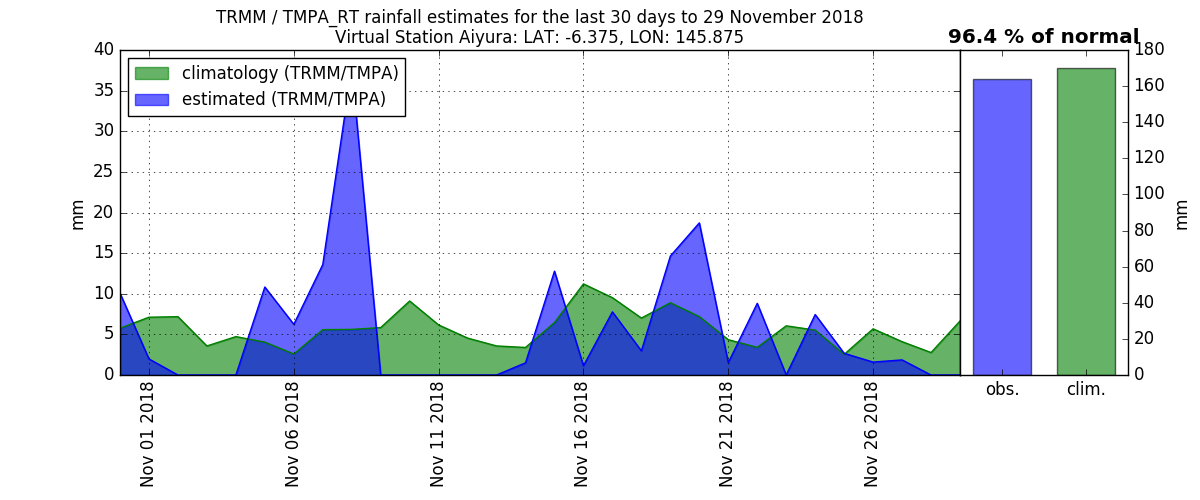 TRMM / TMPA_RT rainfall estimates for the last 30 days to 29 November 2018
Virtual Station Aiyura: LAT: -6.375, LON: 145.875
96.4 % of normal
climatology (TRMM/TMPA)
estimated (TRMM/TMPA)
mm
40
35
30
25
20
15
10
5
0
Nov 01 2018
Nov 06 2018
Nov 11 2018
Nov 16 2018
Nov 21 2018
Nov 26 2018
obs.
clim.
180
160
140
120
100
80
60
40
20
0
mm